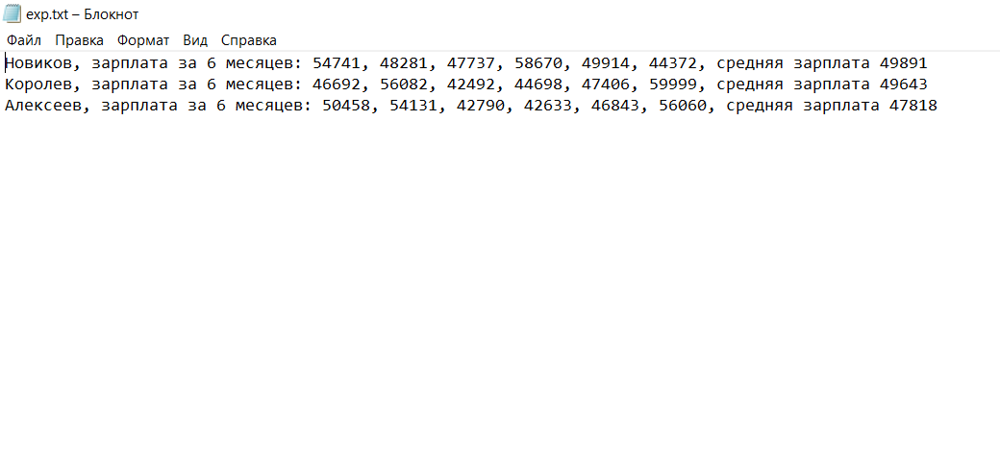 exp.txt – Блокнот
Файл Правка Формат Вид Справка
Новиков, зарплата за 6 месяцев: 54741, 48281, 47737, 58670, 49914, 44372, средняя зарплата 49891
Королев, зарплата за 6 месяцев: 46692, 56082, 42492, 44698, 47406, 59999, средняя зарплата 49643
Алексеев, зарплата за 6 месяцев: 50458, 54131, 42790, 42633, 46843, 56060, средняя зарплата 47818